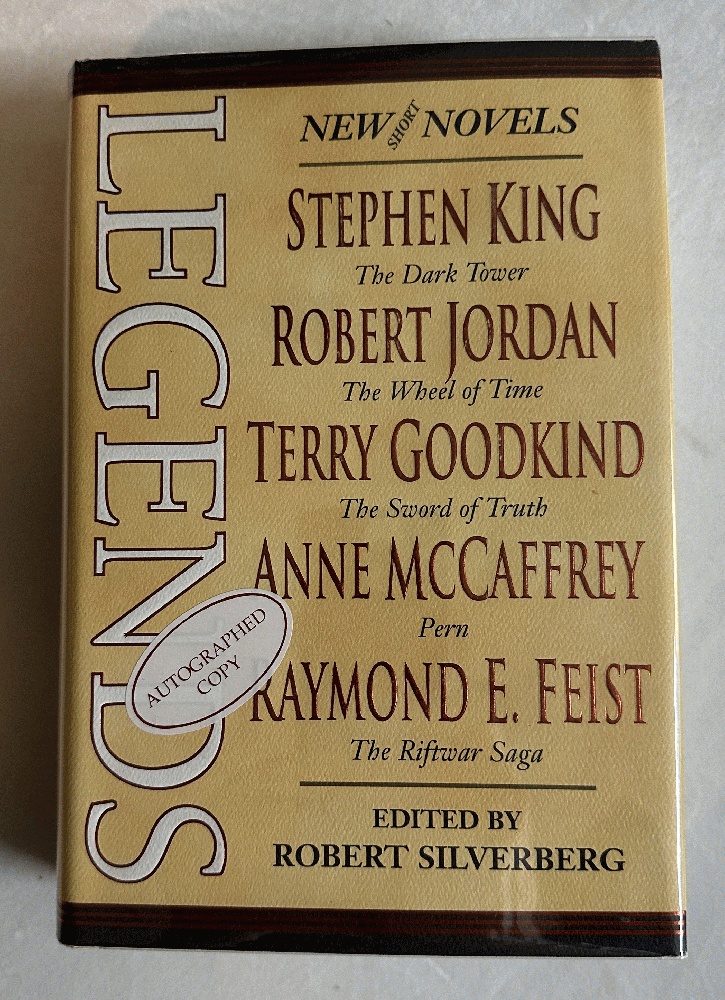 LEGENDS
NEW SHORT NOVELS
STEPHEN KING
The Dark Tower
ROBERT JORDAN
The Wheel of Time
TERRY GOODKIND
The Sword of Truth
ANNE MCCAFFREY
Pern
RAYMOND E. FEIST
The Riftwar Saga
EDITED BY
ROBERT SILVERBERG
AUTOGRAPHED
COPY